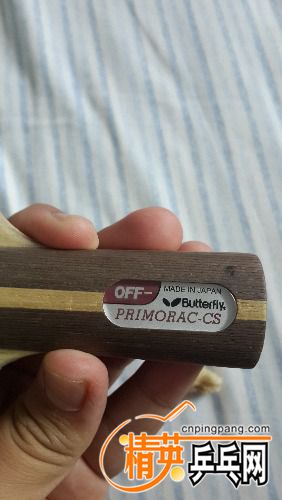 OFF- MADE IN JAPAN
Butterfly
PRIMORAC-CS
cnpingpang.com
精英乒乓网